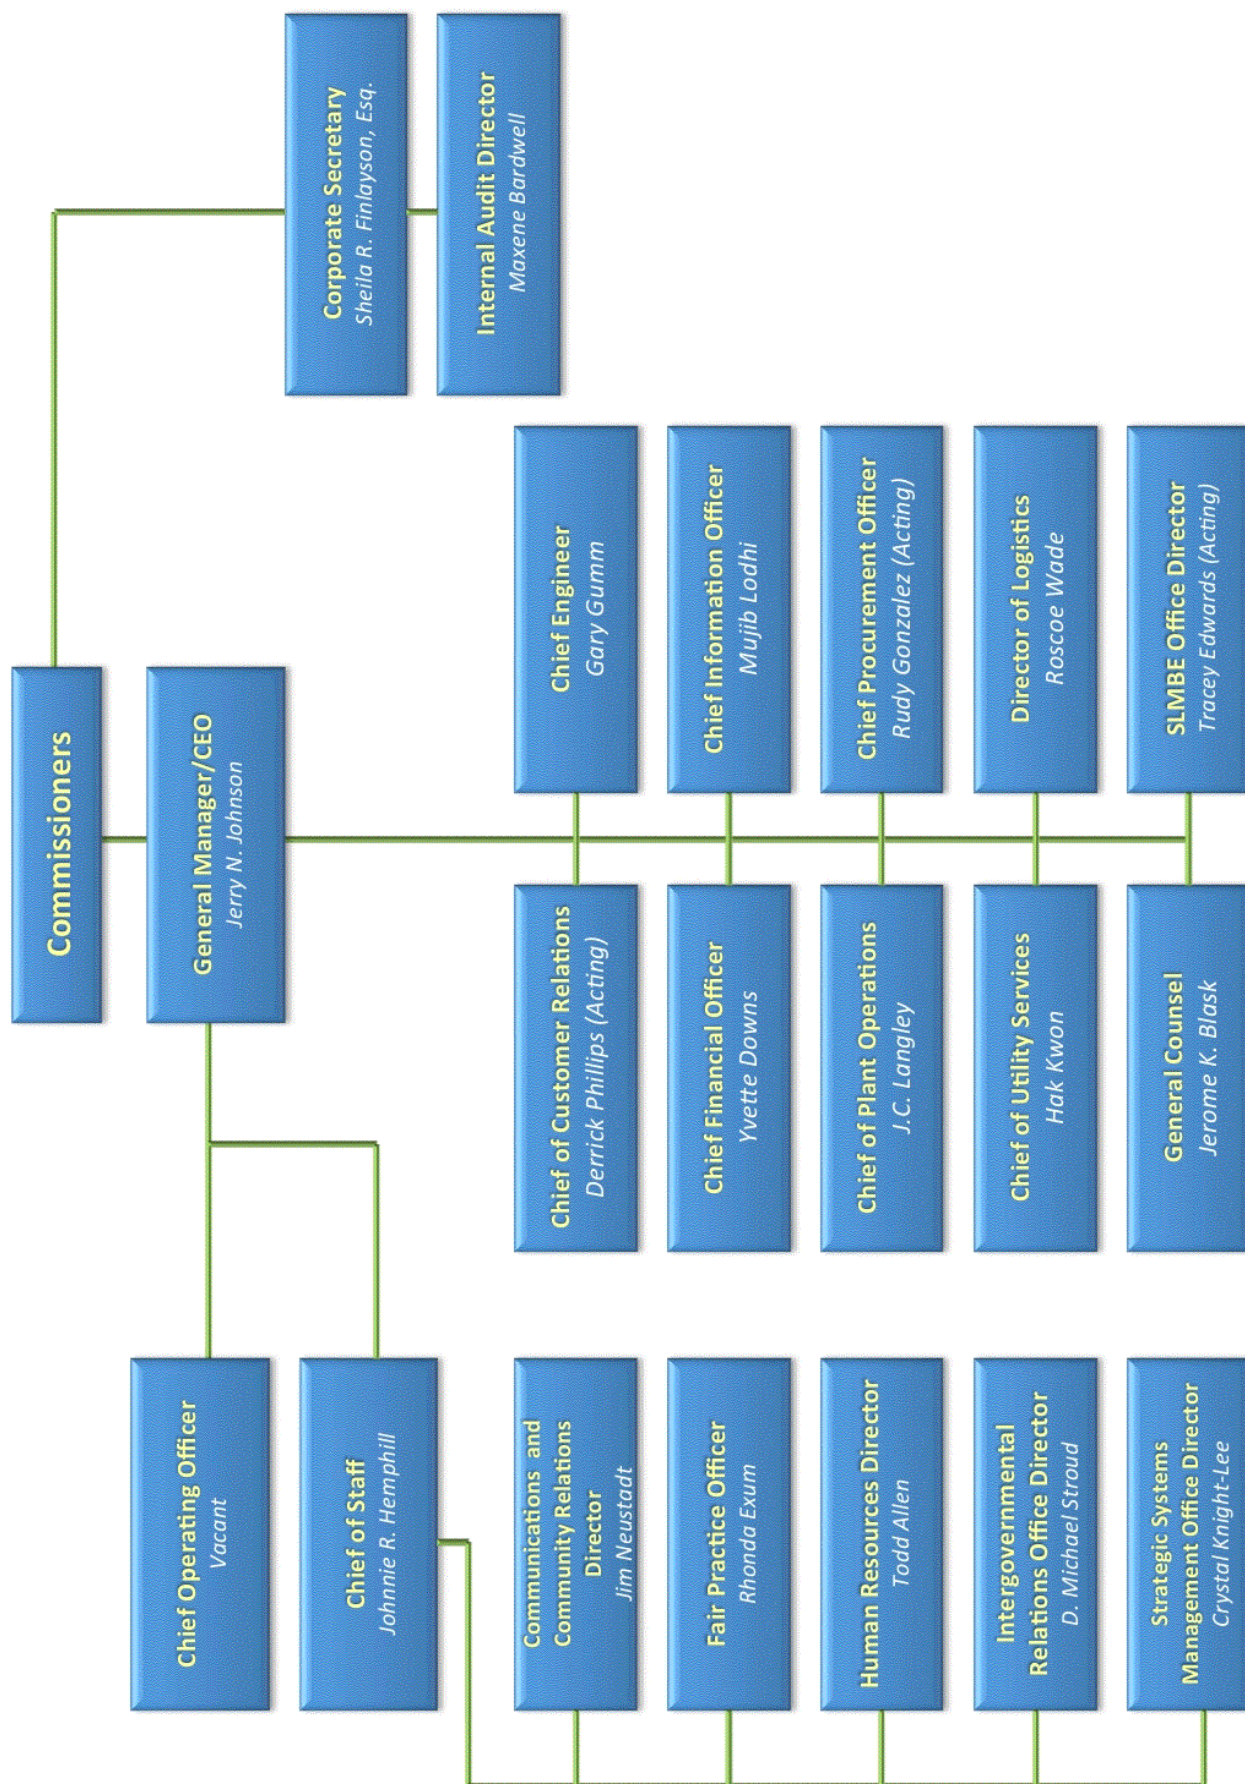 Commissioners
General Manager/CEO
Jerry N. Johnson
Corporate Secretary
Sheila R. Finlayson, Esq.
Internal Audit Director
Maxene Bardwell
Chief Operating Officer
Vacant
Chief of Staff
Johnnie R. Hemphill
Communications and
Community Relations
Director
Jim Neustadt
Fair Practice Officer
Rhonda Exum
Human Resources Director
Todd Allen
Intergovernmental
Relations Office Director
D. Michael Stroud
Strategic Systems
Management Office Director
Crystal Knight-Lee
Chief of Customer Relations
Derrick Phillips (Acting)
Chief Financial Officer
Yvette Downs
Chief of Plant Operations
J.C. Langley
Chief of Utility Services
Hak Kwon
General Counsel
Jerome K. Blask
Chief Engineer
Gary Gumm
Chief Information Officer
Mujib Lodhi
Chief Procurement Officer
Rudy Gonzalez (Acting)
Director of Logistics
Roscoe Wade
SLMBE Office Director
Tracey Edwards (Acting)